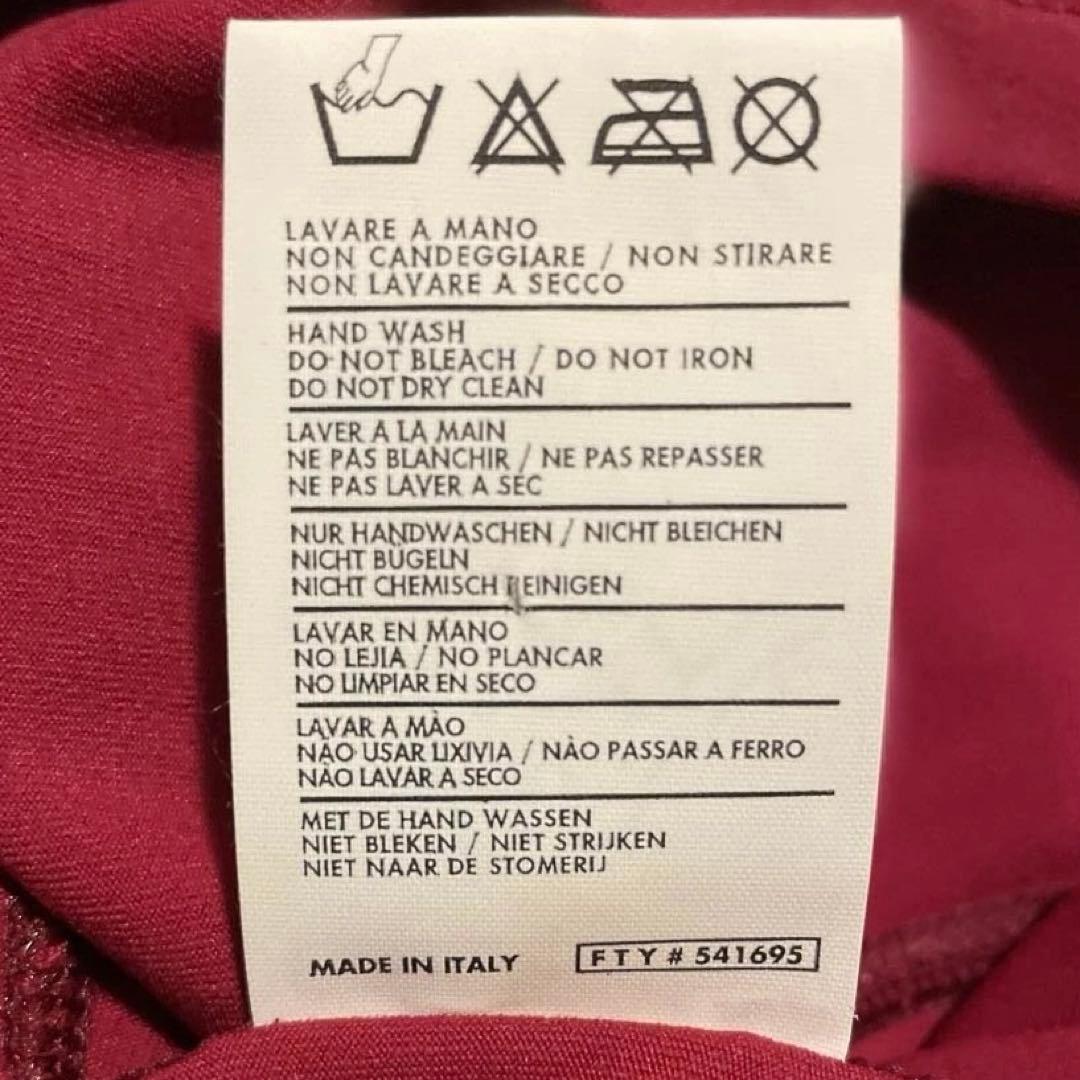 LAVARE A MANO
NON CANDEGGIARE / NON STIRARE
NON LAVARE A SECCO
HAND WASH
DO NOT BLEACH / DO NOT IRON
DO NOT DRY CLEAN
LAVER A LA MAIN
NE PAS BLANCHIR / NE PAS REPASSER
NE PAS LAVER A SEC
NUR HANDWASCHEN / NICHT BLEICHEN
NICHT BÜGELN
NICHT CHEMISCH REINIGEN
LAVAR EN MANO
NO LEJIA / NO PLANCAR
NO LIMPIAR EN SECO
LAVAR A MÀO
NÀO USAR LIXIVIA / NÀO PASSAR A FERRO
NÀO LAVAR A SECO
MET DE HAND WASSEN
NIET BLEKEN / NIET STRIJKEN
NIET NAAR DE STOMERIJ
MADE IN ITALY FTY # 541695